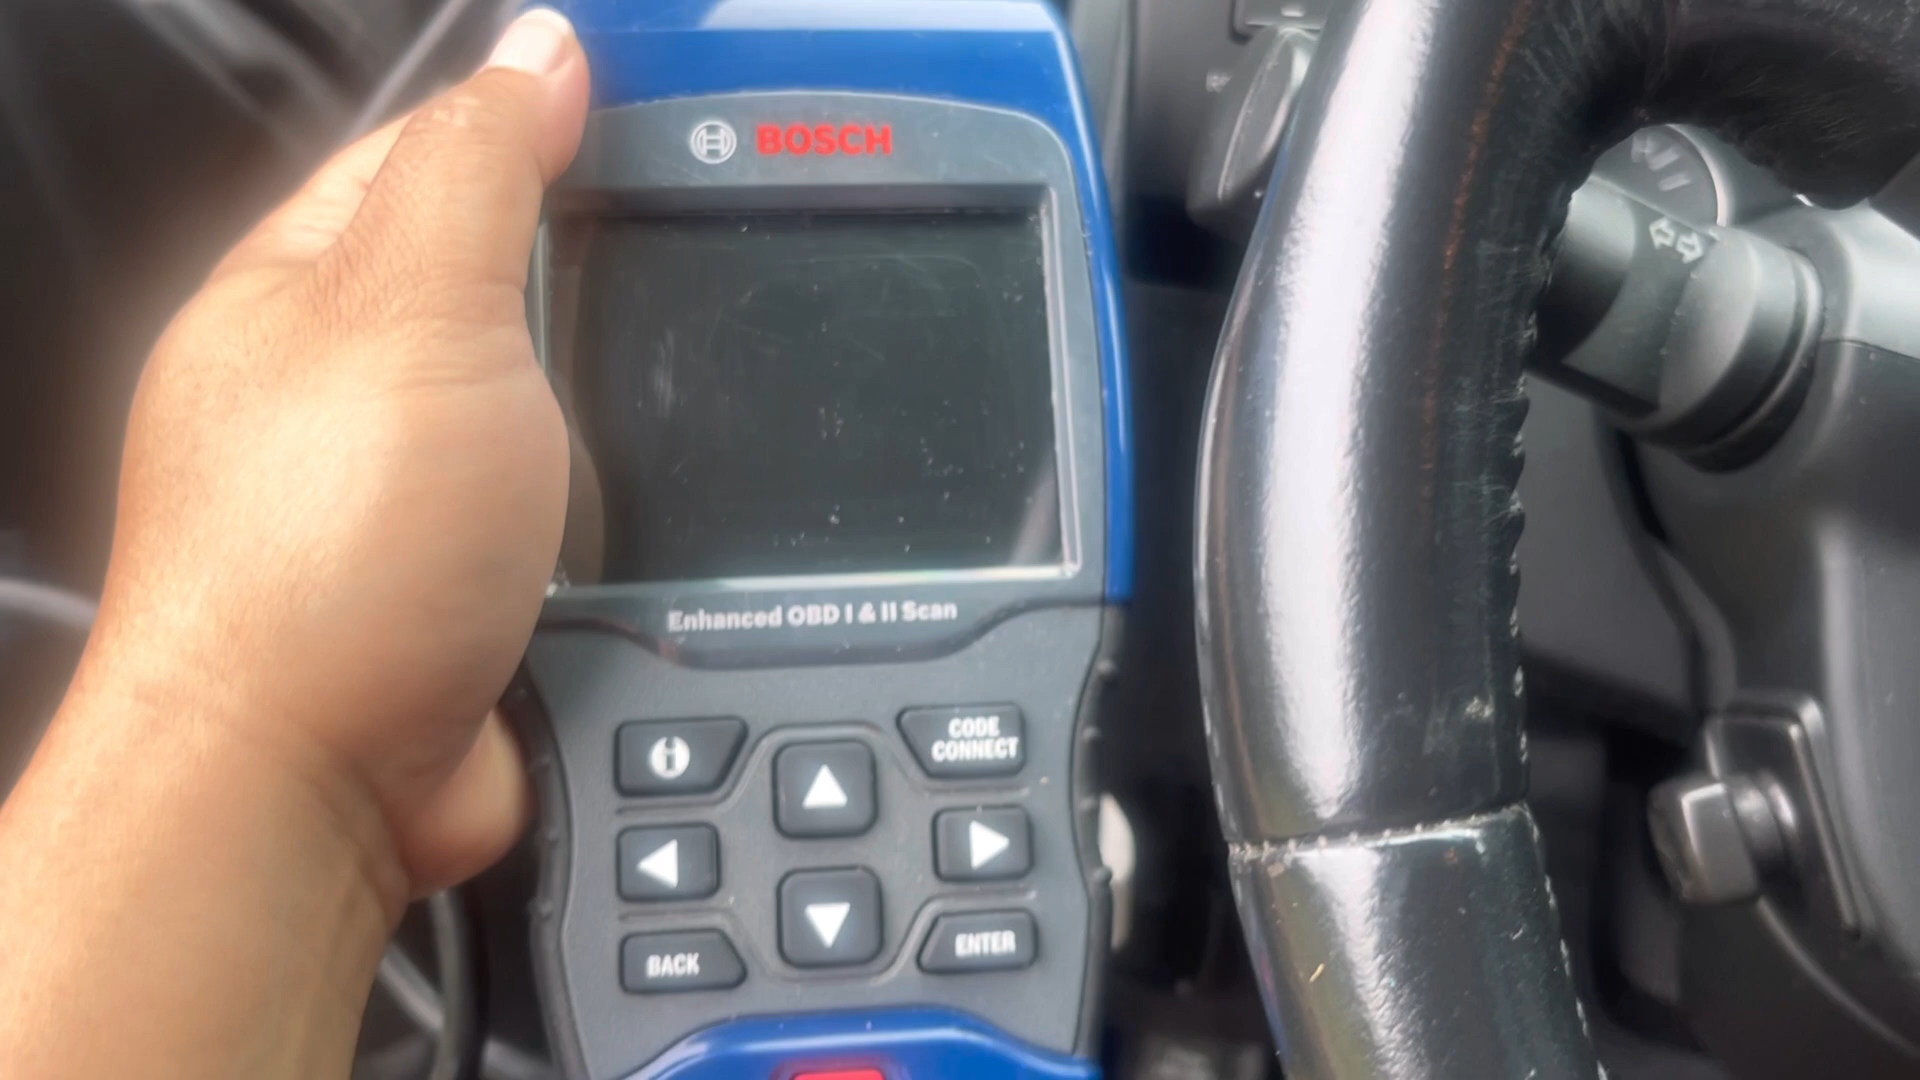 BOSCH
Enhanced OBD I & II Scan
CODE
CONNECT
BACK
ENTER